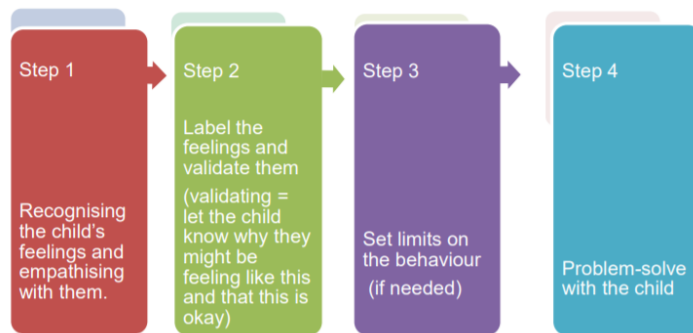 Step 1
Recognising
the child's
feelings and
empathising
with them.
Step 2
Label the
feelings and
validate them
(validating =
let the child
know why they
might be
feeling like this
and that this is
okay)
Step 3
Set limits on
the behaviour
(if needed)
Step 4
Problem-solve
with the child